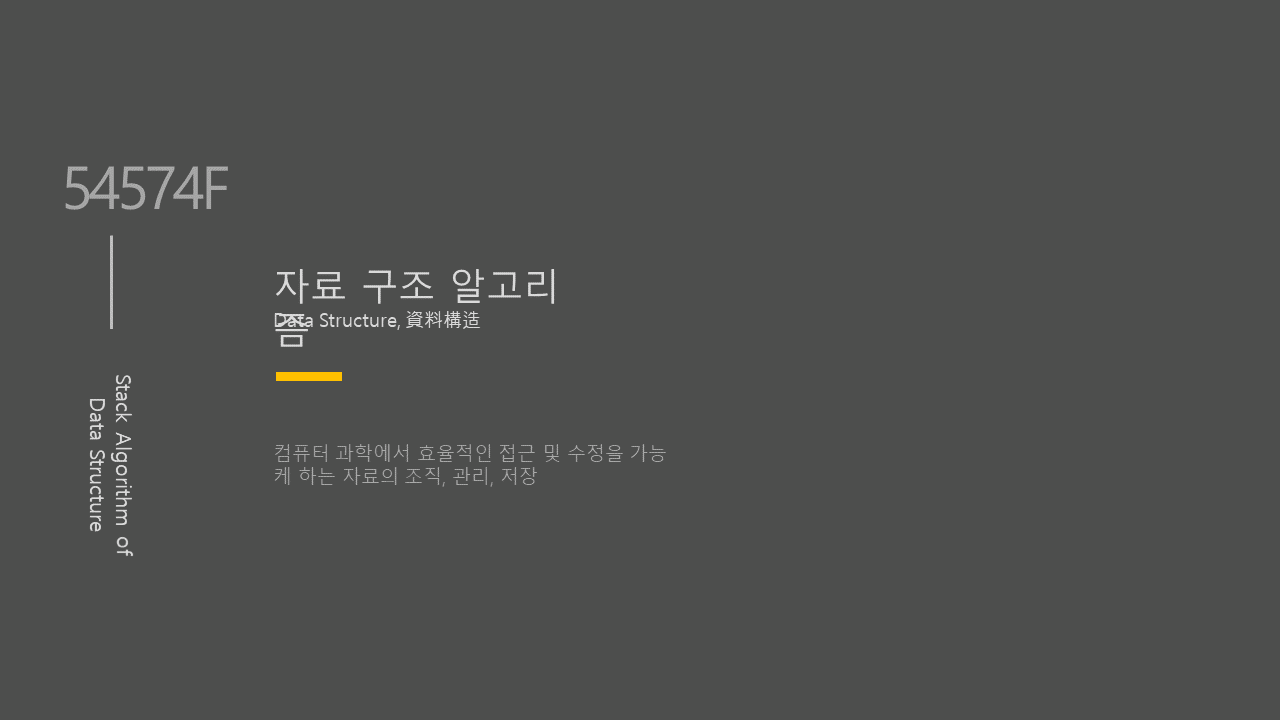 54574F
Stack Algorithm of
Data Structure
자료 구조 알고리
즘
Data Structure, 資料構造
컴퓨터 과학에서 효율적인 접근 및 수정을 가능
케 하는 자료의 조직, 관리, 저장